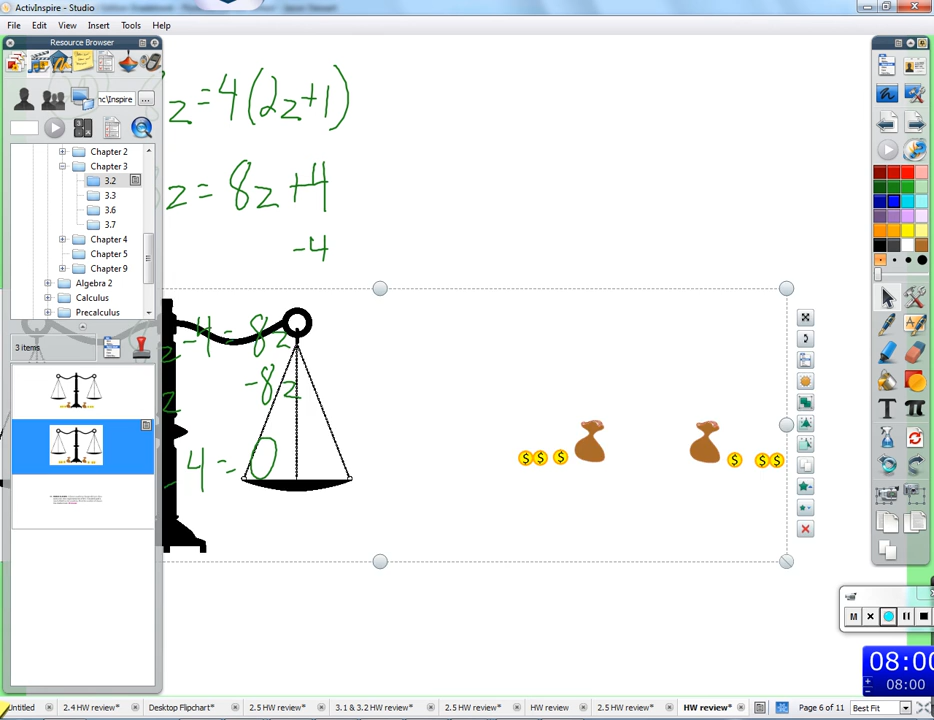 ActivInspire - Studio
File Edit View Insert Tools Help
Resource Browser
nc\Inspire ...
Chapter 2
Chapter 3
3.2
3.3
3.6
3.7
Chapter 4
Chapter 5
Chapter 9
Algebra 2
Calculus
Precalculus
3 items
z = 4(2z+1)
z = 8z + 4
-4
z - 4 = 8z
z -8z
- 4 = 0
$ $ $ $ $ $
M
08:00
08:00
Untitled 2.4 HW review* Desktop Flipchart* 2.5 HW review* 3.1 & 3.2 HW review* 2.5 HW review* HW review 2.5 HW review* HW review* Page 6 of 11 Best Fit